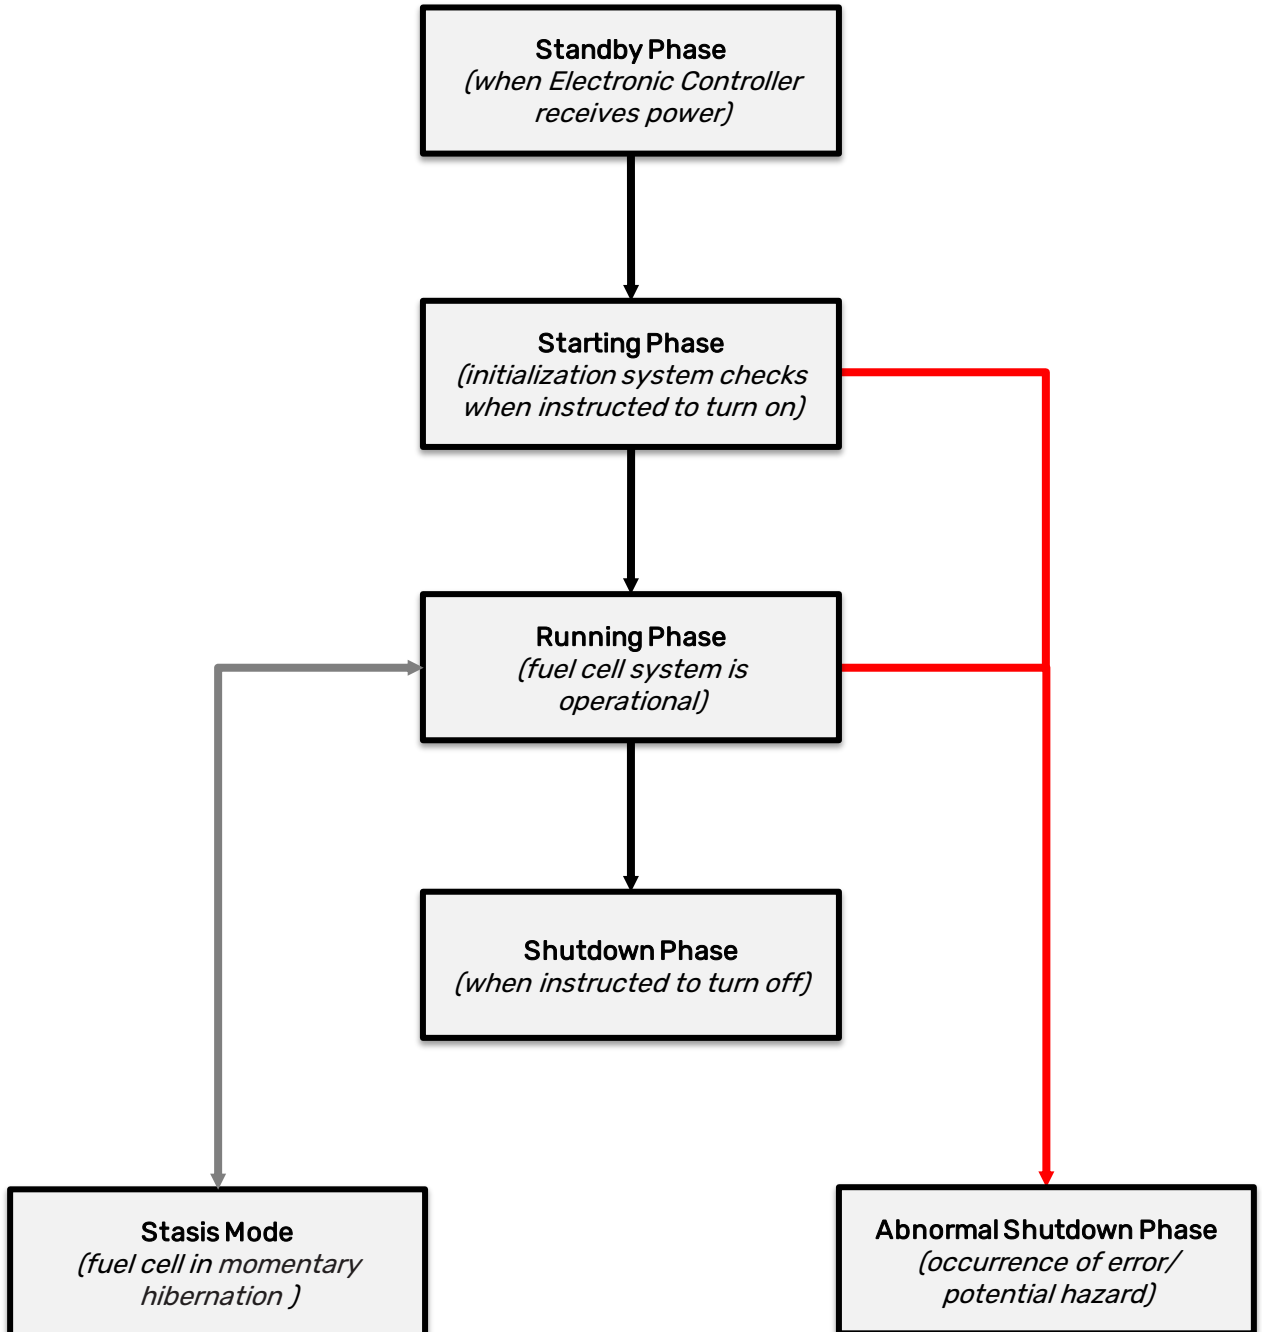 Standby Phase
(when Electronic Controller
receives power)
Starting Phase
(initialization system checks
when instructed to turn on)
Running Phase
(fuel cell system is
operational)
Shutdown Phase
(when instructed to turn off)
Stasis Mode
(fuel cell in momentary
hibernation )
Abnormal Shutdown Phase
(occurrence of error/
potential hazard)